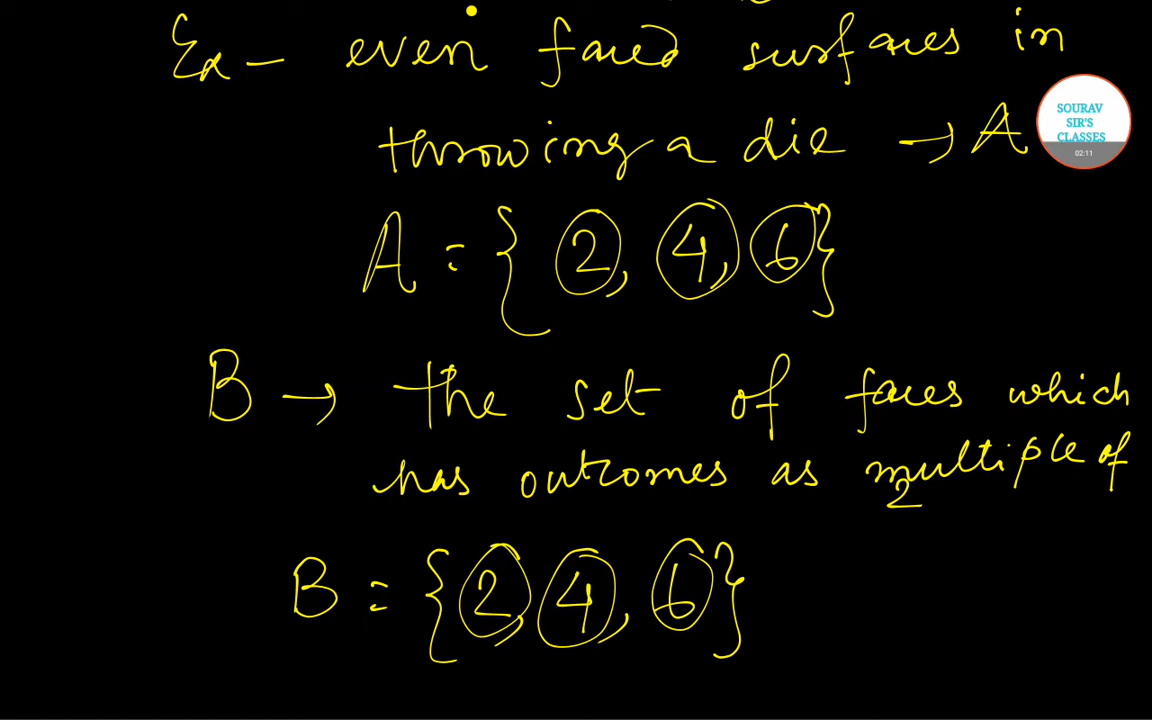 Ex - even faced surfaces in
throwing a die → A
SOURAV
SIR'S
CLASSES
02:11
A = { 2, 4, 6 }
B → the set of faces which
has outcomes as multiple of
2
B = { 2, 4, 6 }